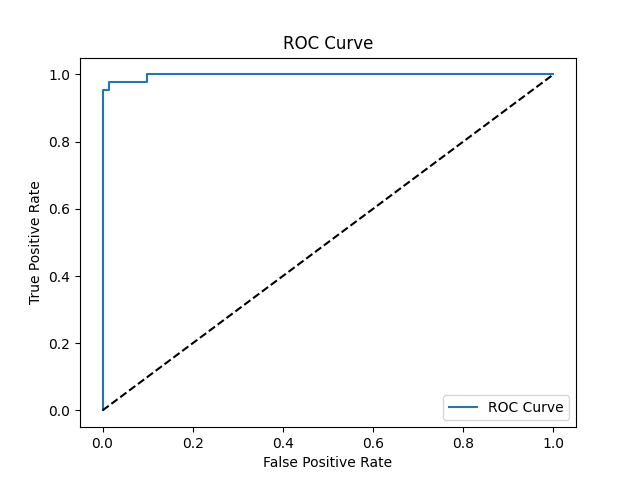 ROC Curve
1.0
0.8
0.6
0.4
0.2
0.0
True Positive Rate
ROC Curve
0.0 0.2 0.4 0.6 0.8 1.0
False Positive Rate